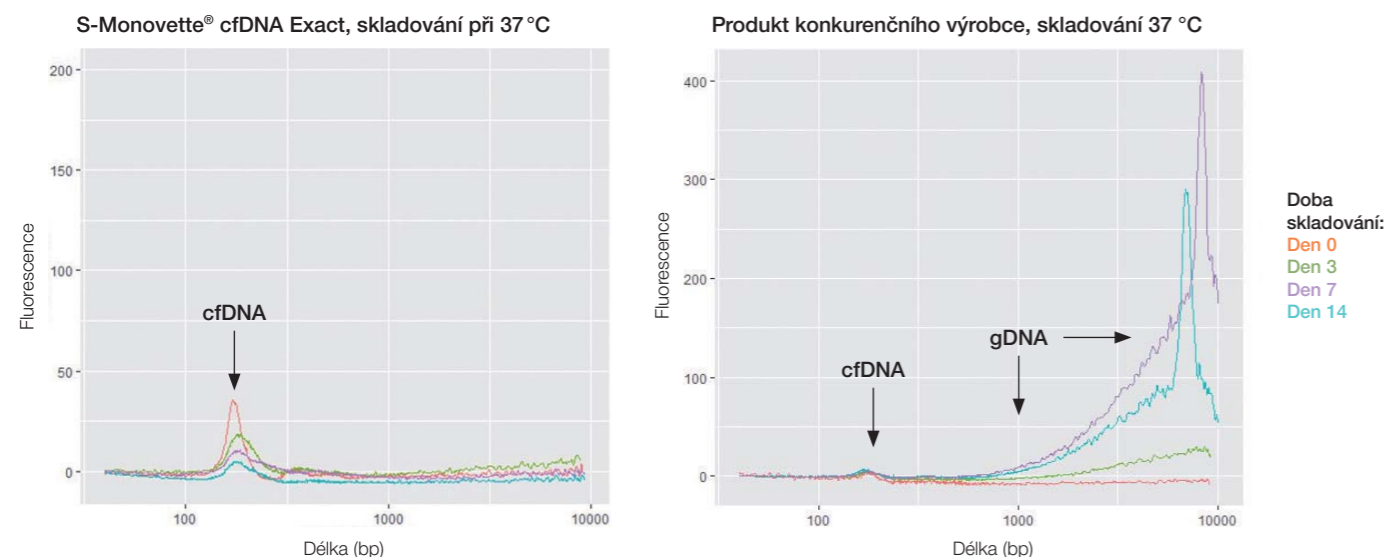 S-Monovette® cfDNA Exact, skladování při 37 °C
200
150
100
50
0
Fluorescence
cfDNA
100
1000
10000
Délka (bp)
Produkt konkurenčního výrobce, skladování 37 °C
400
300
200
100
0
Fluorescence
cfDNA
gDNA
100
1000
10000
Délka (bp)
Doba
skladování:
Den 0
Den 3
Den 7
Den 14